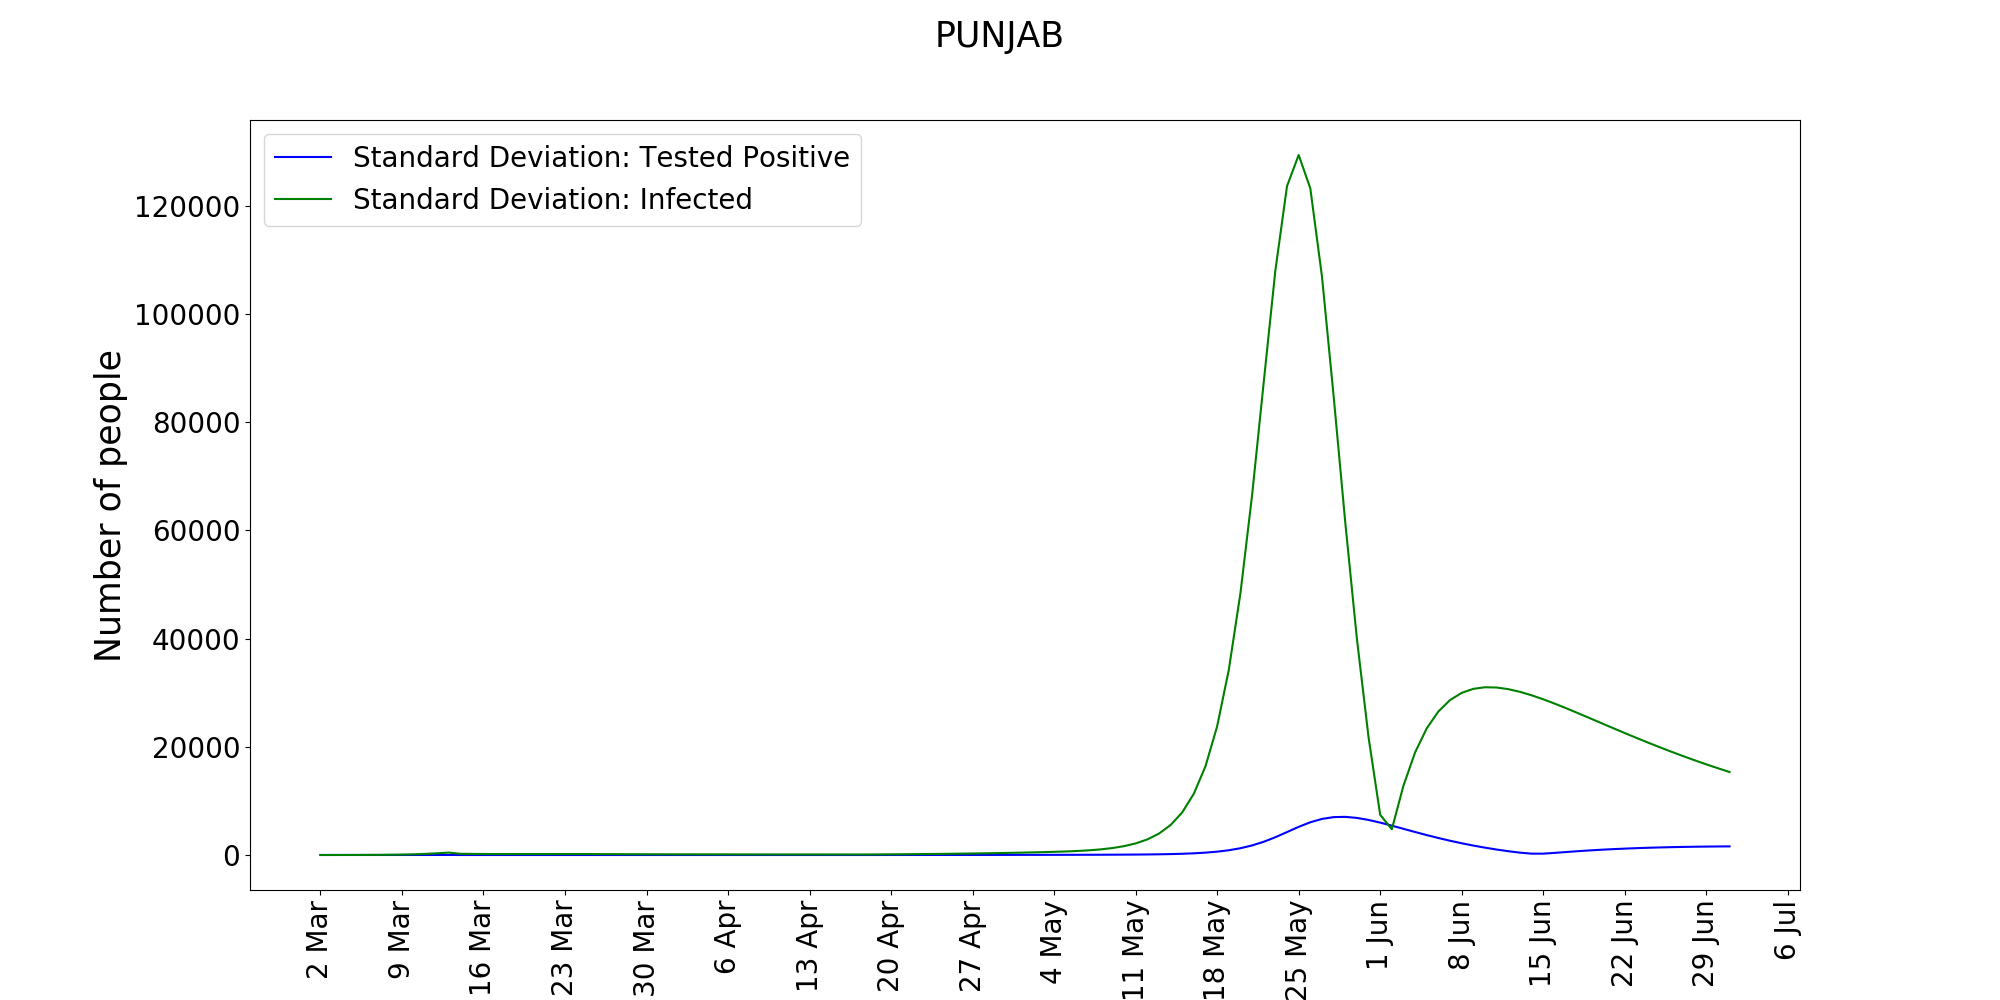 PUNJAB
Standard Deviation: Tested Positive
Standard Deviation: Infected
Number of people
120000
100000
80000
60000
40000
20000
0
2 Mar
9 Mar
16 Mar
23 Mar
30 Mar
6 Apr
13 Apr
20 Apr
27 Apr
4 May
11 May
18 May
25 May
1 Jun
8 Jun
15 Jun
22 Jun
29 Jun
6 Jul